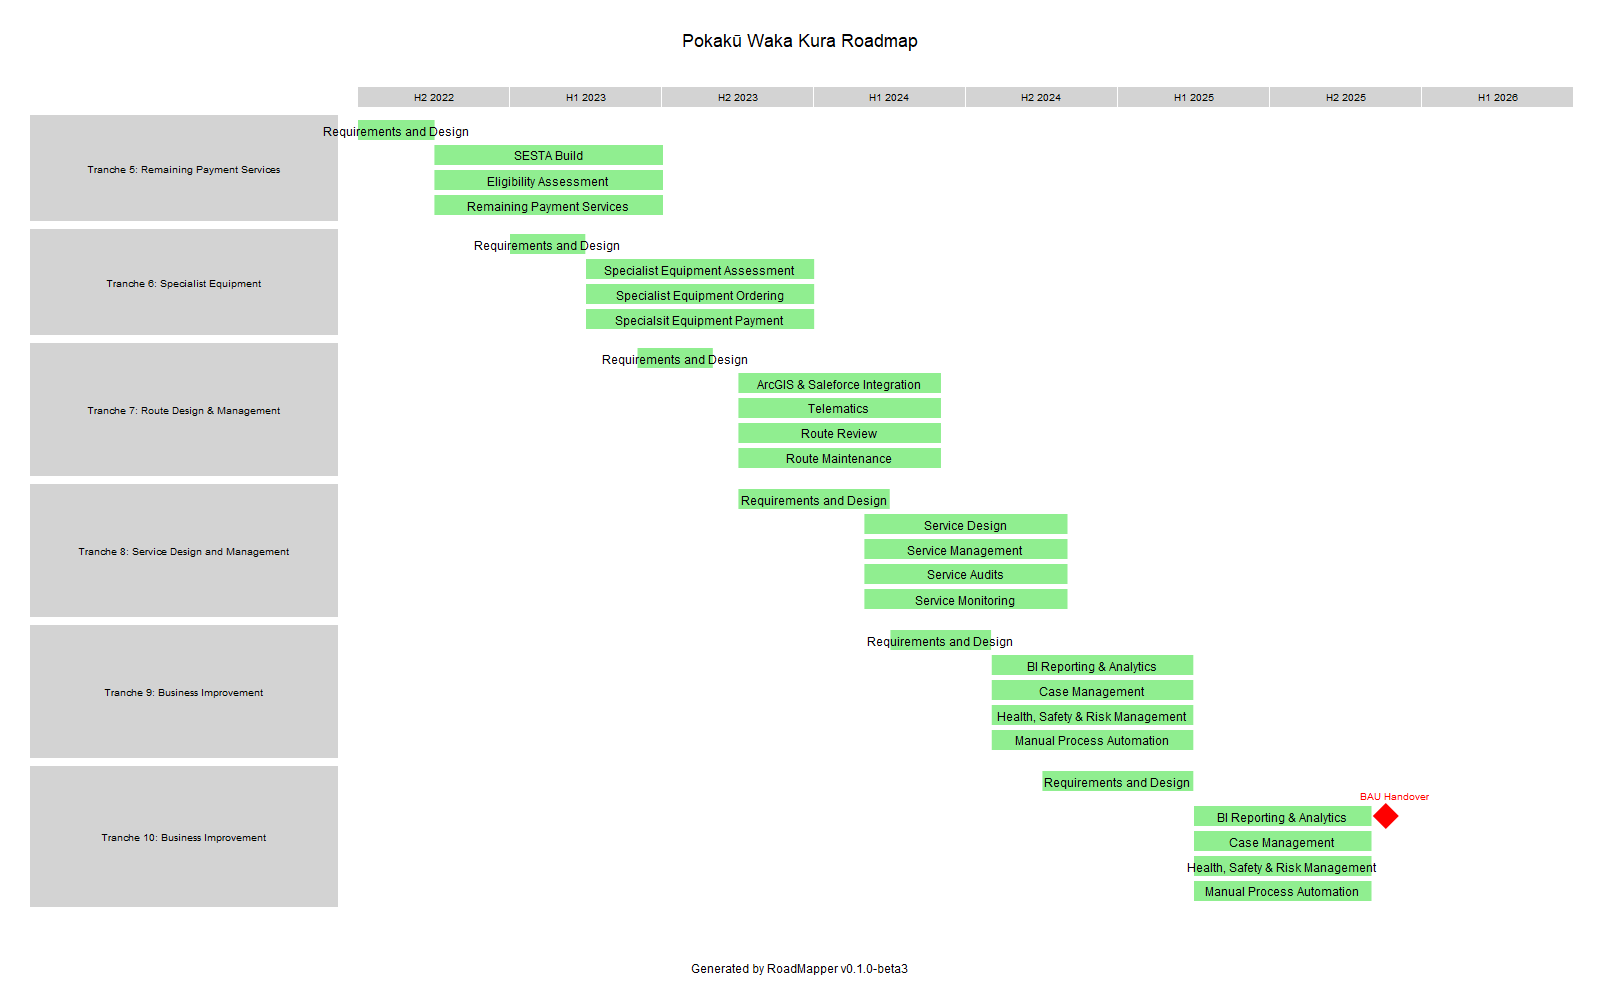 Pokakū Waka Kura Roadmap
H2 2022
H1 2023
H2 2023
H1 2024
H2 2024
H1 2025
H2 2025
H1 2026
Tranche 5: Remaining Payment Services
Requirements and Design
SESTA Build
Eligibility Assessment
Remaining Payment Services
Tranche 6: Specialist Equipment
Requirements and Design
Specialist Equipment Assessment
Specialist Equipment Ordering
Specialsit Equipment Payment
Tranche 7: Route Design & Management
Requirements and Design
ArcGIS & Saleforce Integration
Telematics
Route Review
Route Maintenance
Tranche 8: Service Design and Management
Requirements and Design
Service Design
Service Management
Service Audits
Service Monitoring
Tranche 9: Business Improvement
Requirements and Design
BI Reporting & Analytics
Case Management
Health, Safety & Risk Management
Manual Process Automation
Tranche 10: Business Improvement
Requirements and Design
BAU Handover
BI Reporting & Analytics
Case Management
Health, Safety & Risk Management
Manual Process Automation
Generated by RoadMapper v0.1.0-beta3